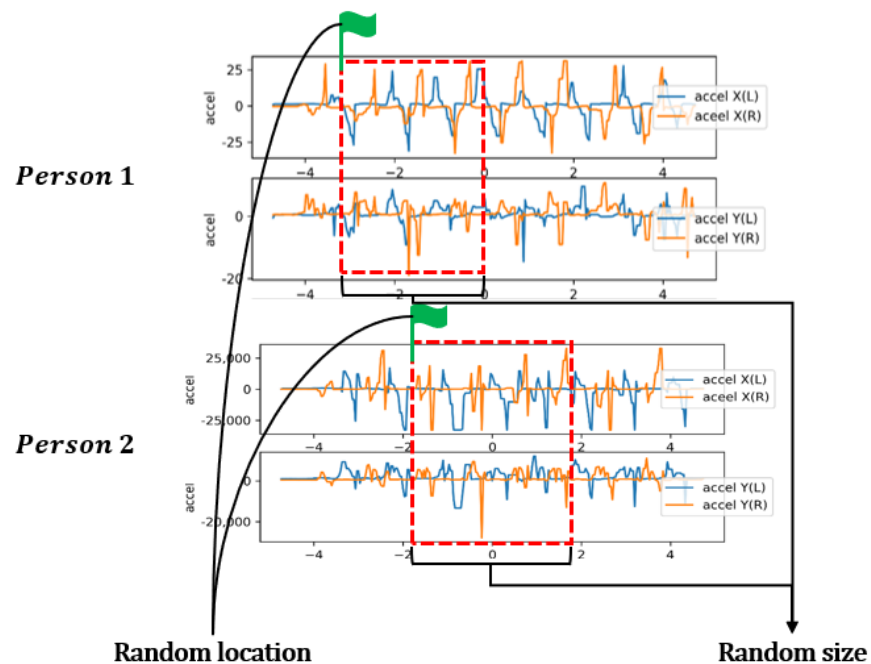 25
0
-25
accel
accel X(L)
aceel X(R)
-4
-2
0
2
4
Person 1
0
-20
accel
accel Y(L)
accel Y(R)
-4
-2
0
2
4
25,000
0
-25,000
accel
accel X(L)
aceel X(R)
-4
-2
0
2
4
Person 2
0
-20,000
accel
accel Y(L)
accel Y(R)
-4
-2
0
2
4
Random location
Random size